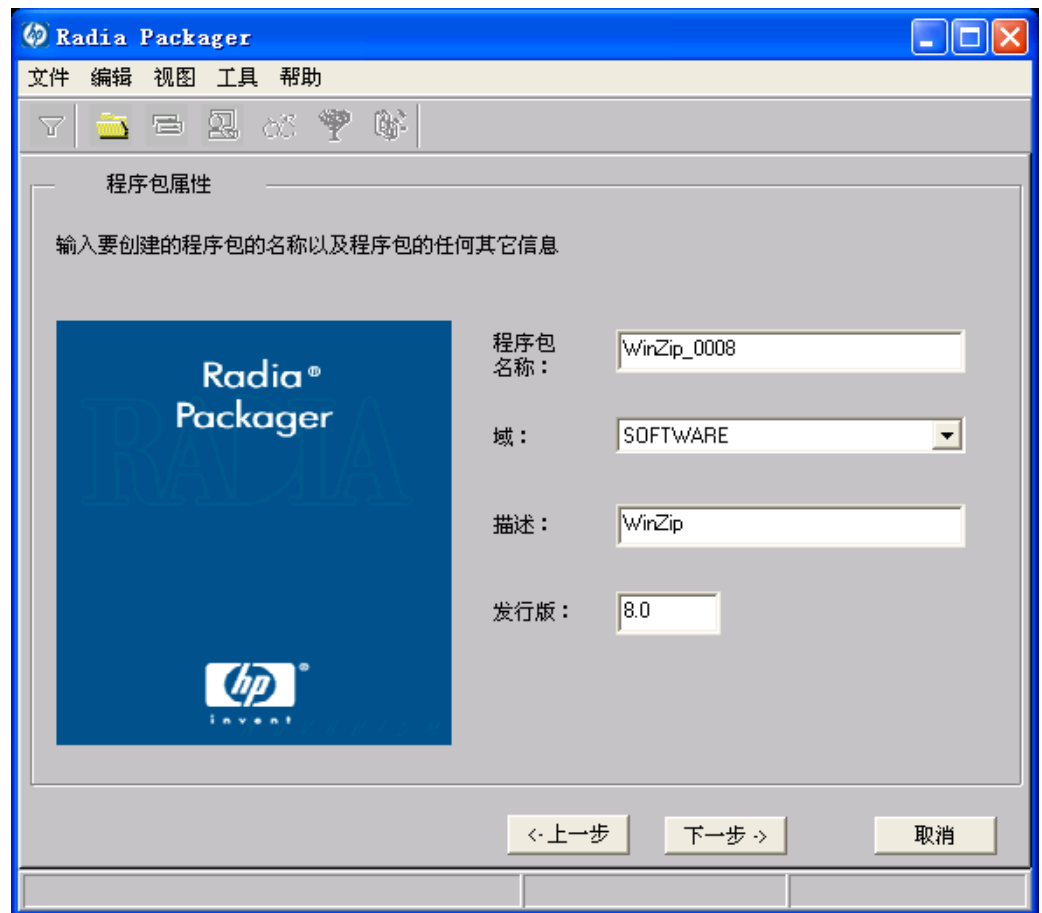 Radia Packager
文件 编辑 视图 工具 帮助
程序包属性
输入要创建的程序包的名称以及程序包的任何其它信息
Radia®
Packager
RADIA
hp®
invent
程序包
名称：
WinZip_0008
域：
SOFTWARE
描述：
WinZip
发行版：
8.0
<-上一步
下一步->
取消